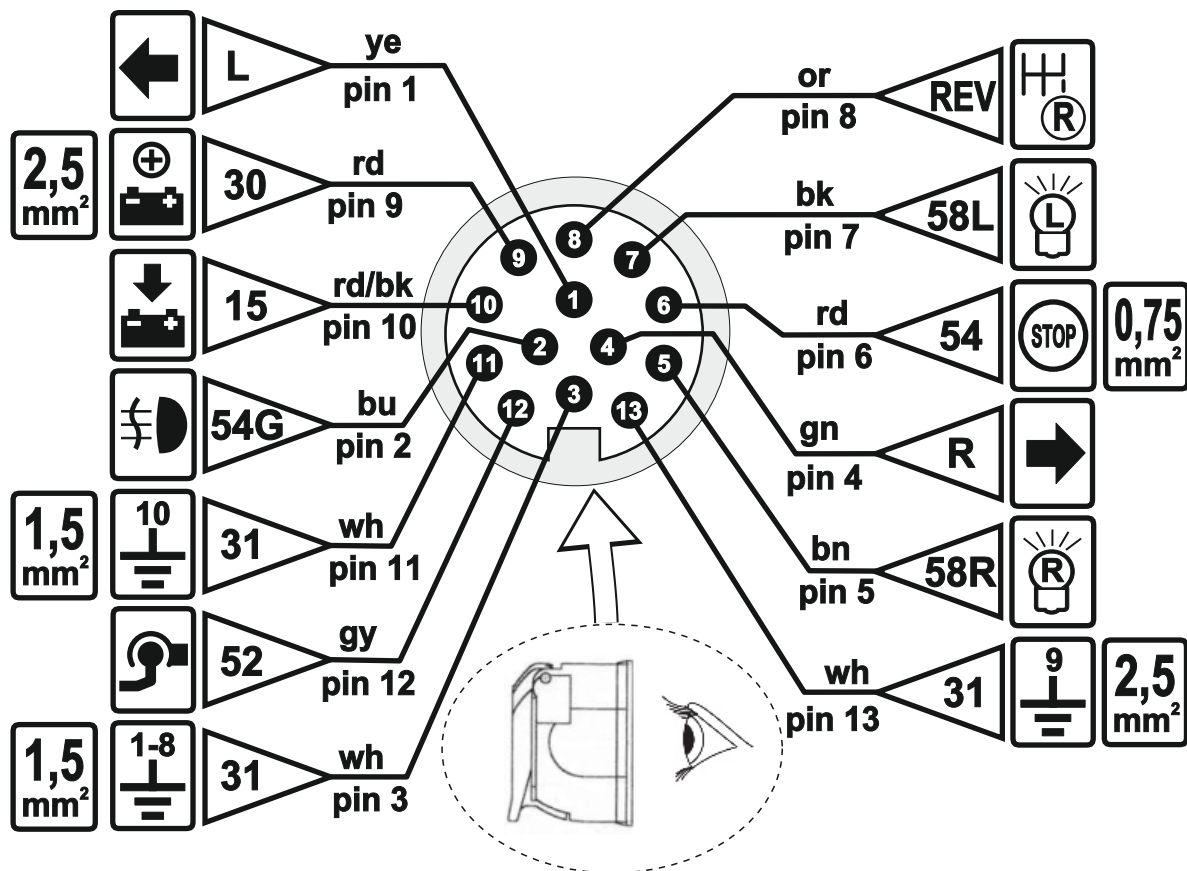 L
ye
pin 1
2,5
mm²
30
rd
pin 9
15
rd/bk
pin 10
54G
bu
pin 2
1,5
mm²
10
31
wh
pin 11
52
gy
pin 12
1,5
mm²
1-8
31
wh
pin 3
8
9
7
10
1
6
2
4
11
5
12
3
13
or
pin 8
REV
R
bk
pin 7
58L
L
rd
pin 6
54
STOP
0,75
mm²
gn
pin 4
R
bn
pin 5
58R
R
wh
pin 13
31
9
2,5
mm²